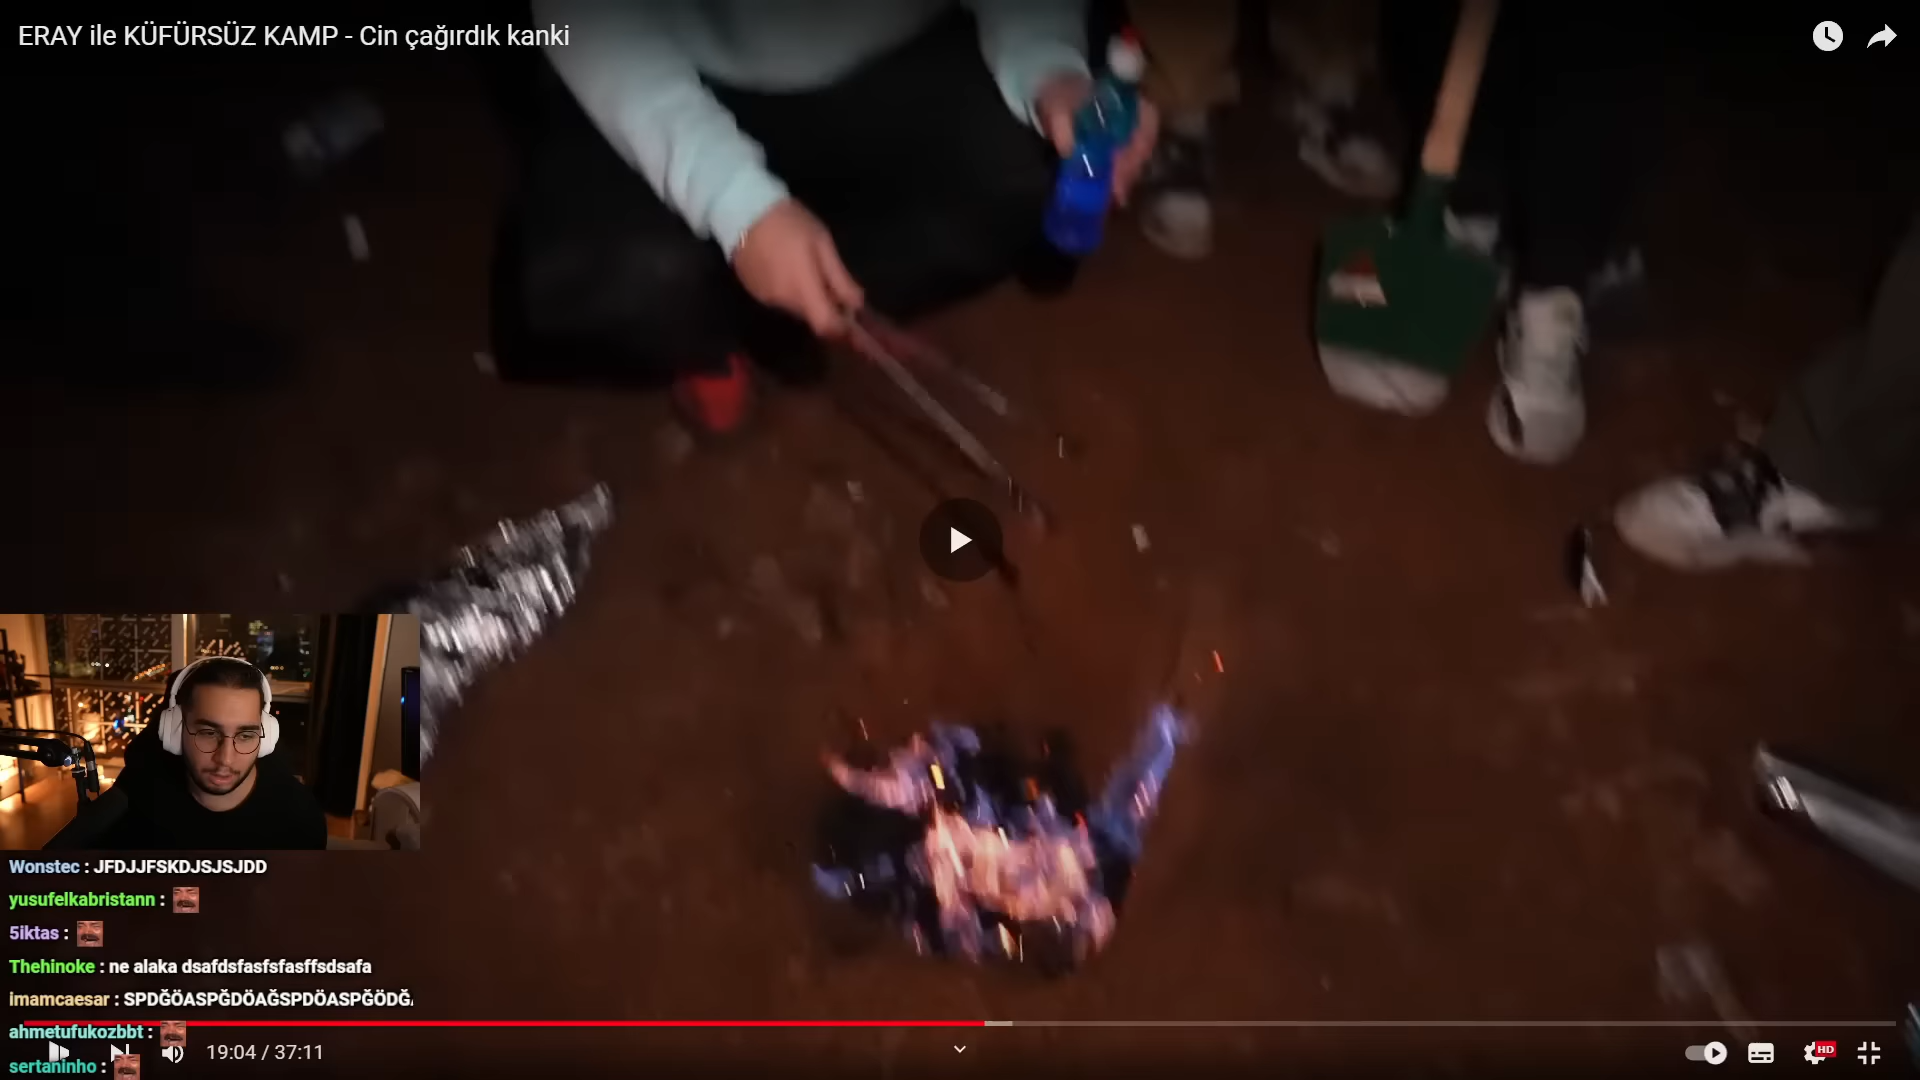 ERAY ile KÜFÜRSÜZ KAMP - Cin çağırdık kanki
Wonstec : JFDJJFSKDJSJSJDD
yusufelkabristann :
5iktas :
Thehinoke : ne alaka dsafdsfasfsfasffsdsafa
imamcaesar : SPDĞÖASPĞDÖAĞSPDÖASPĞÖDĞ
ahmetufukozbbt :
sertaninho :
19:04 / 37:11
HD